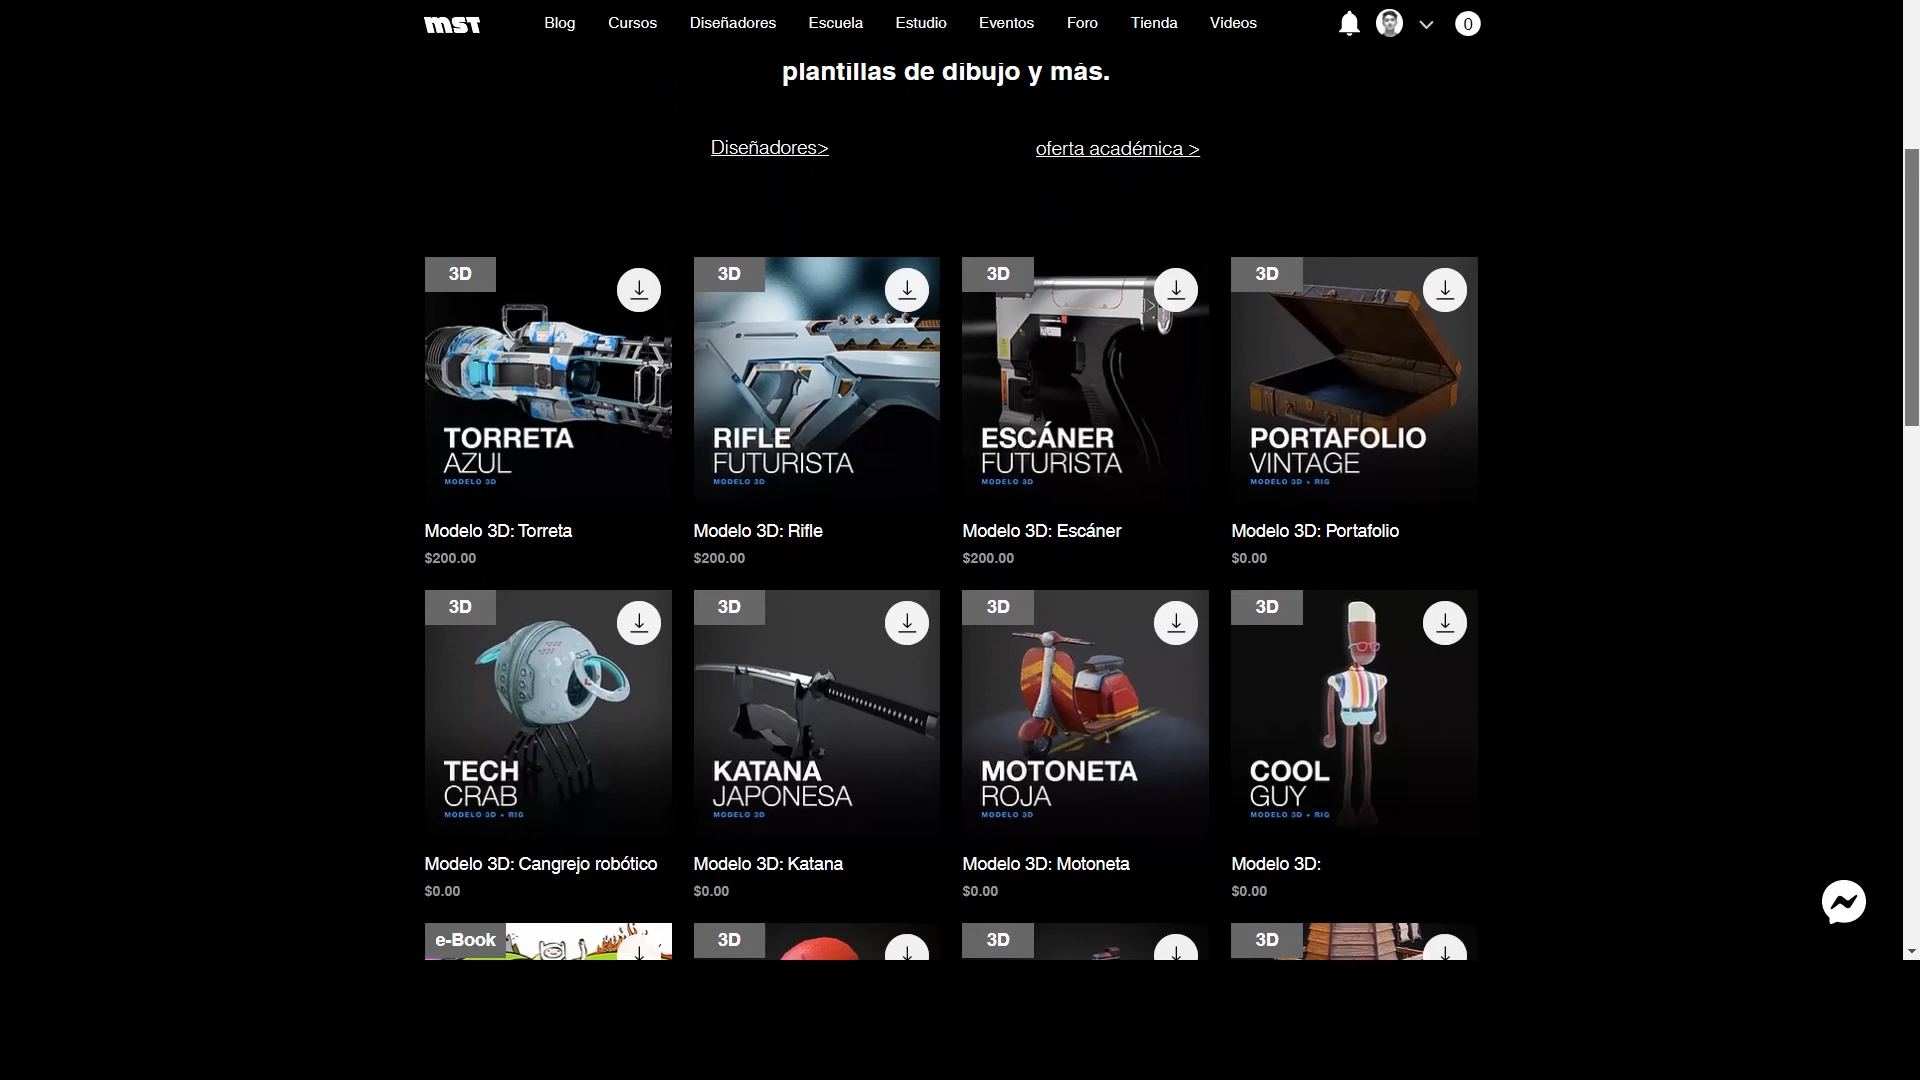 mST Blog Cursos Diseñadores Escuela Estudio Eventos Foro Tienda Videos 0
plantillas de dibujo y más.
Diseñadores> oferta académica >
3D 3D 3D 3D
TORRETA RIFLE ESCÁNER PORTAFOLIO
AZUL FUTURISTA FUTURISTA VINTAGE
MODELO 3D MODELO 3D MODELO 3D MODELO 3D + RIG
Modelo 3D: Torreta Modelo 3D: Rifle Modelo 3D: Escáner Modelo 3D: Portafolio
$200.00 $200.00 $200.00 $0.00
3D 3D 3D 3D
TECH KATANA MOTONETA COOL
CRAB JAPONESA ROJA GUY
MODELO 3D + RIG MODELO 3D MODELO 3D MODELO 3D + RIG
Modelo 3D: Cangrejo robótico Modelo 3D: Katana Modelo 3D: Motoneta Modelo 3D:
$0.00 $0.00 $0.00 $0.00
e-Book 3D 3D 3D